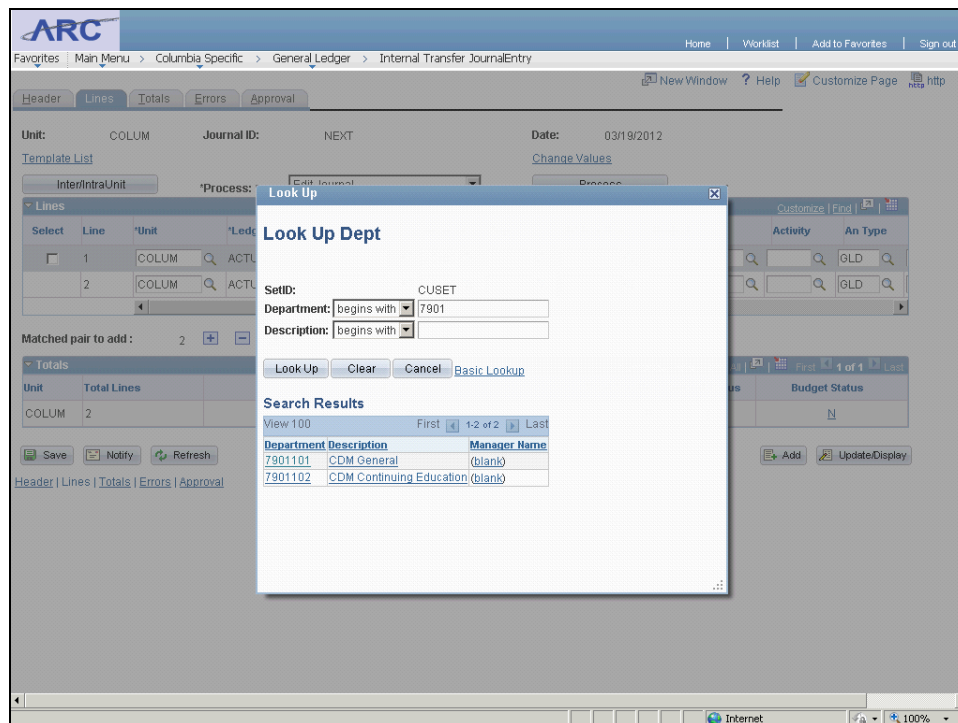 ARC
Home | Worklist | Add to Favorites | Sign out
Favorites Main Menu > Columbia Specific > General Ledger > Internal Transfer JournalEntry
New Window ? Help Customize Page http
Header Lines Totals Errors Approval
Unit: COLUM Journal ID: NEXT Date: 03/19/2012
Template List Change Values
Inter/IntraUnit *Process: Edit Journal Process
Lines Customize | Find |
Select Line *Unit *Ledg Activity An Type
1 COLUM ACTU GLD
2 COLUM ACTU GLD
Matched pair to add : 2
Totals First 1 of 1 Last
Unit Total Lines Budget Status
COLUM 2 N
Save Notify Refresh Add Update/Display
Header | Lines | Totals | Errors | Approval
Look Up
Look Up Dept
SetID: CUSET
Department: begins with 7901
Description: begins with
Look Up Clear Cancel Basic Lookup
Search Results
View 100 First 1-2 of 2 Last
Department Description Manager Name
7901101 CDM General (blank)
7901102 CDM Continuing Education (blank)
Internet 100%